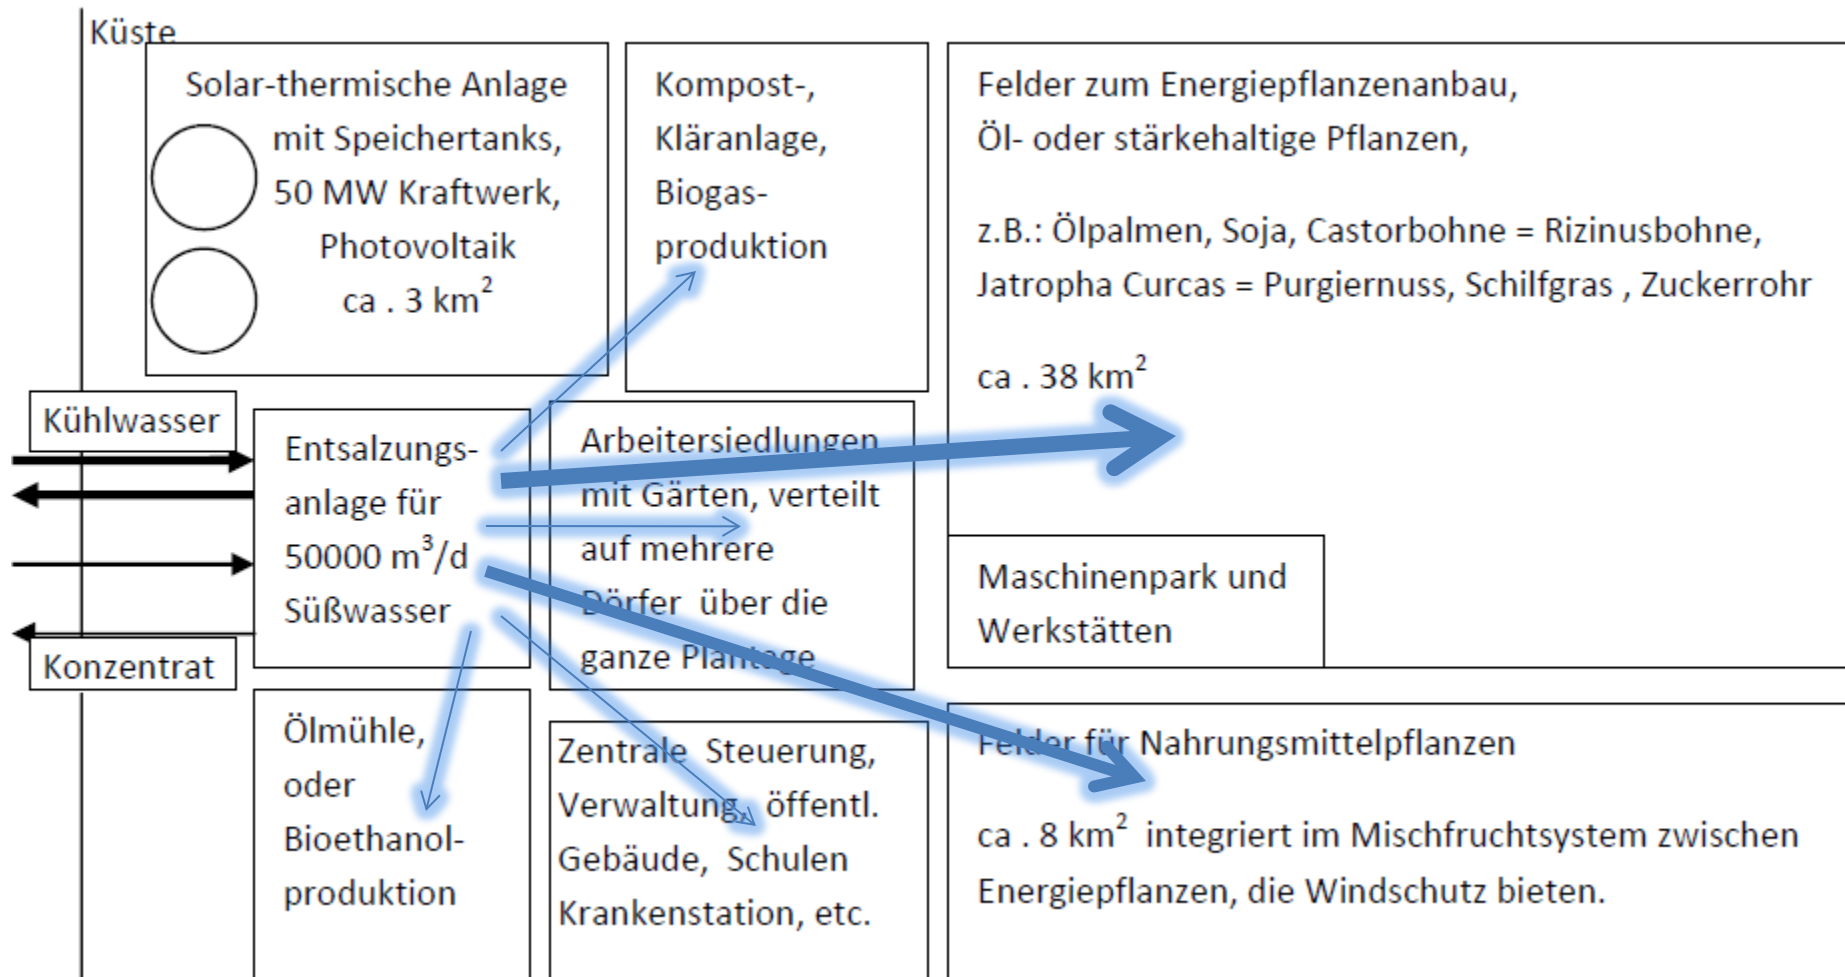 Küste
Solar-thermische Anlage
mit Speichertanks,
50 MW Kraftwerk,
Photovoltaik
ca . 3 km²
Kompost-,
Kläranlage,
Biogas-
produktion
Felder zum Energiepflanzenanbau,
Öl- oder stärkehaltige Pflanzen,
z.B.: Ölpalmen, Soja, Castorbohne = Rizinusbohne,
Jatropha Curcas = Purgiernuss, Schilfgras , Zuckerrohr
ca . 38 km²
Kühlwasser
Konzentrat
Entsalzungs-
anlage für
50000 m³/d
Süßwasser
Arbeitersiedlungen
mit Gärten, verteilt
auf mehrere
Dörfer über die
ganze Plantage
Maschinenpark und
Werkstätten
Ölmühle,
oder
Bioethanol-
produktion
Zentrale Steuerung,
Verwaltung, öffentl.
Gebäude, Schulen
Krankenstation, etc.
Felder für Nahrungsmittelpflanzen
ca . 8 km² integriert im Mischfruchtsystem zwischen
Energiepflanzen, die Windschutz bieten.